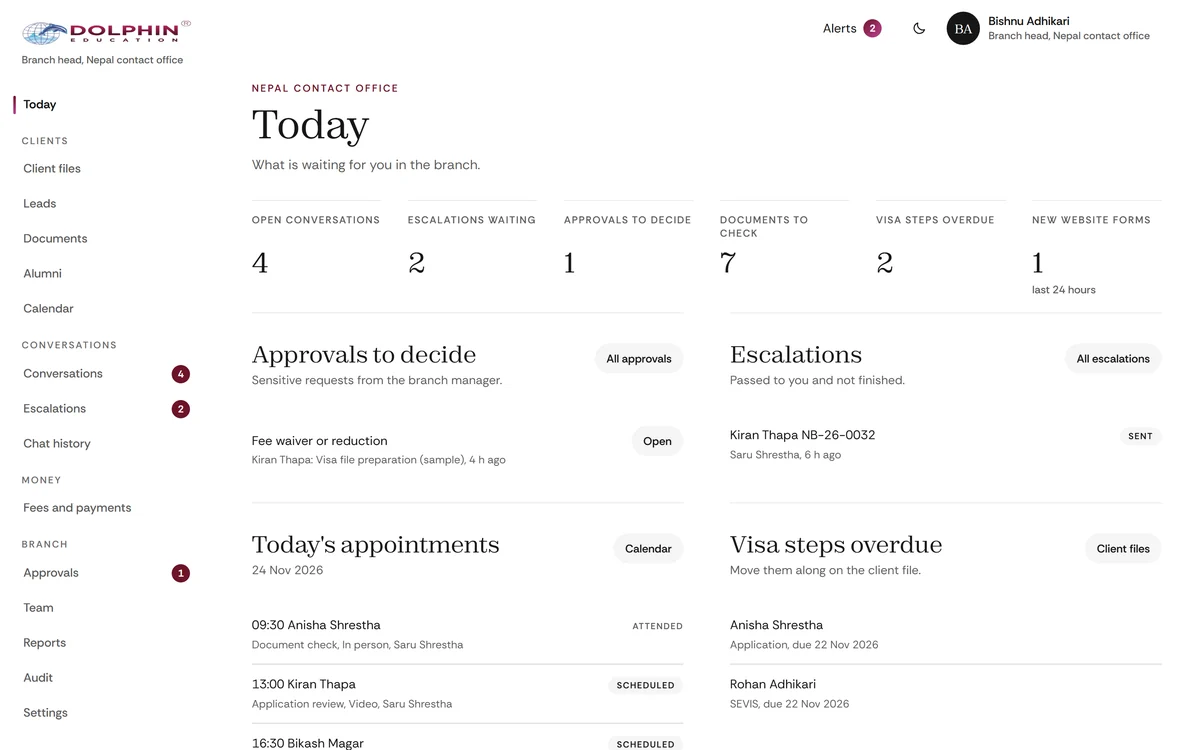 DOLPHIN®
EDUCATION
Branch head, Nepal contact office
Alerts 2
BA
Bishnu Adhikari
Branch head, Nepal contact office
Today
CLIENTS
Client files
Leads
Documents
Alumni
Calendar
CONVERSATIONS
Conversations 4
Escalations 2
Chat history
MONEY
Fees and payments
BRANCH
Approvals 1
Team
Reports
Audit
Settings
NEPAL CONTACT OFFICE
Today
What is waiting for you in the branch.
OPEN CONVERSATIONS
4
ESCALATIONS WAITING
2
APPROVALS TO DECIDE
1
DOCUMENTS TO
CHECK
7
VISA STEPS OVERDUE
2
NEW WEBSITE FORMS
1
last 24 hours
Approvals to decide
All approvals
Sensitive requests from the branch manager.
Fee waiver or reduction
Open
Kiran Thapa: Visa file preparation (sample), 4 h ago
Escalations
All escalations
Passed to you and not finished.
Kiran Thapa NB-26-0032
SENT
Saru Shrestha, 6 h ago
Today's appointments
Calendar
24 Nov 2026
09:30 Anisha Shrestha
ATTENDED
Document check, In person, Saru Shrestha
13:00 Kiran Thapa
SCHEDULED
Application review, Video, Saru Shrestha
16:30 Bikash Magar
SCHEDULED
Visa steps overdue
Client files
Move them along on the client file.
Anisha Shrestha
Application, due 22 Nov 2026
Rohan Adhikari
SEVIS, due 22 Nov 2026